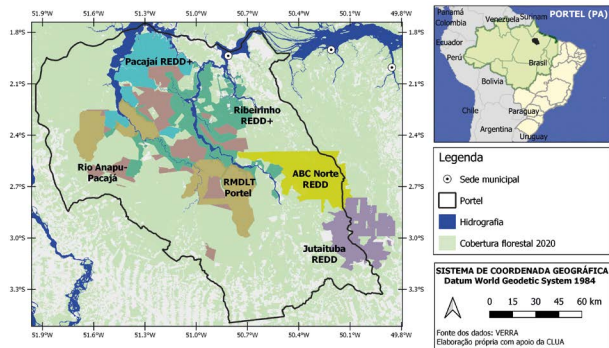 1.8°S
2.1°S
2.4°S
2.7°S
3.0°S
3.3°S
51.9°W
51.6°W
51.3°W
51.0°W
50.7°W
50.4°W
50.1°W
49.8°W
Pacajai REDD+
Ribeirinho
REDD+
Rio Anapu-
Pacajá
RMDLT
Portel
ABC Norte
REDD
Jutaituba
REDD
PORTEL (PA)
Panamá
Venezuela
Surinam
Colombia
Ecuador
Perú
Brasil
Bolivia
Paraguay
Chile
Argentina
Uruguay
Legenda
Sede municipal
Portel
Hidrografia
Cobertura florestal 2020
SISTEMA DE COORDENADA GEOGRÁFICA
Datum World Geodetic System 1984
0 15 30 45 60 km
Fonte dos dados: VERRA
Elaboração própria com apoio da CLUA